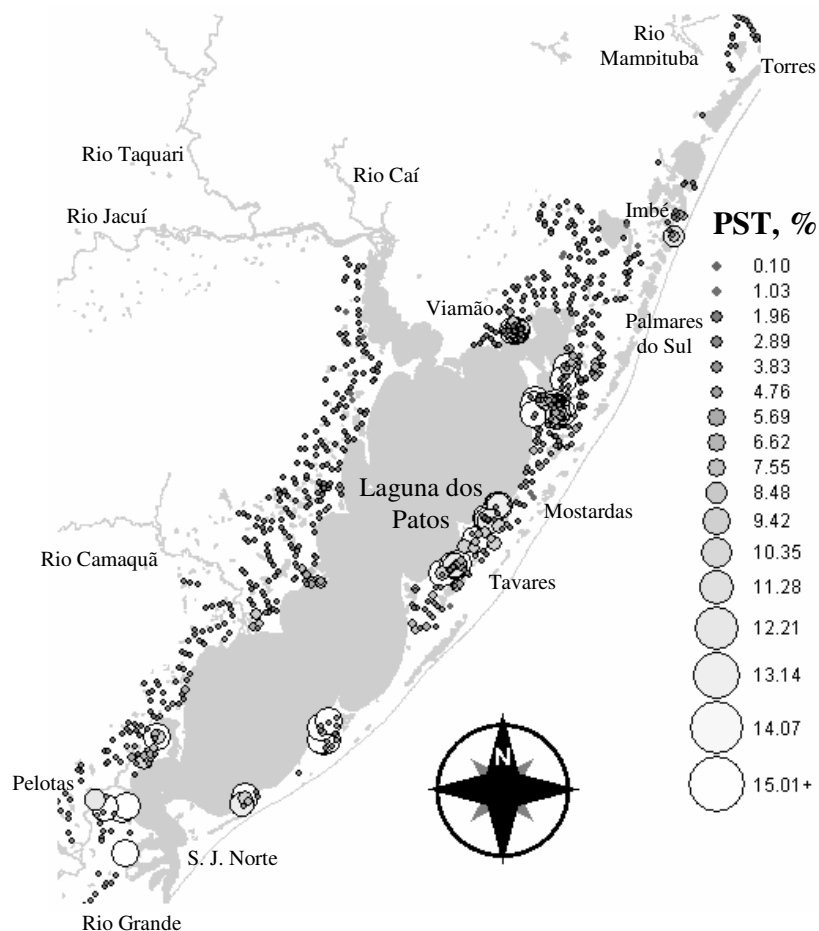 Rio
Mampituba
Torres
Rio Taquari
Rio Caí
Rio Jacuí
Imbé
PST, %
0.10
1.03
Viamão
1.96
Palmares
do Sul
2.89
3.83
4.76
5.69
6.62
7.55
Laguna dos
Patos
8.48
Mostardas
9.42
Rio Camaquã
10.35
Tavares
11.28
12.21
13.14
14.07
N
Pelotas
15.01+
S. J. Norte
Rio Grande